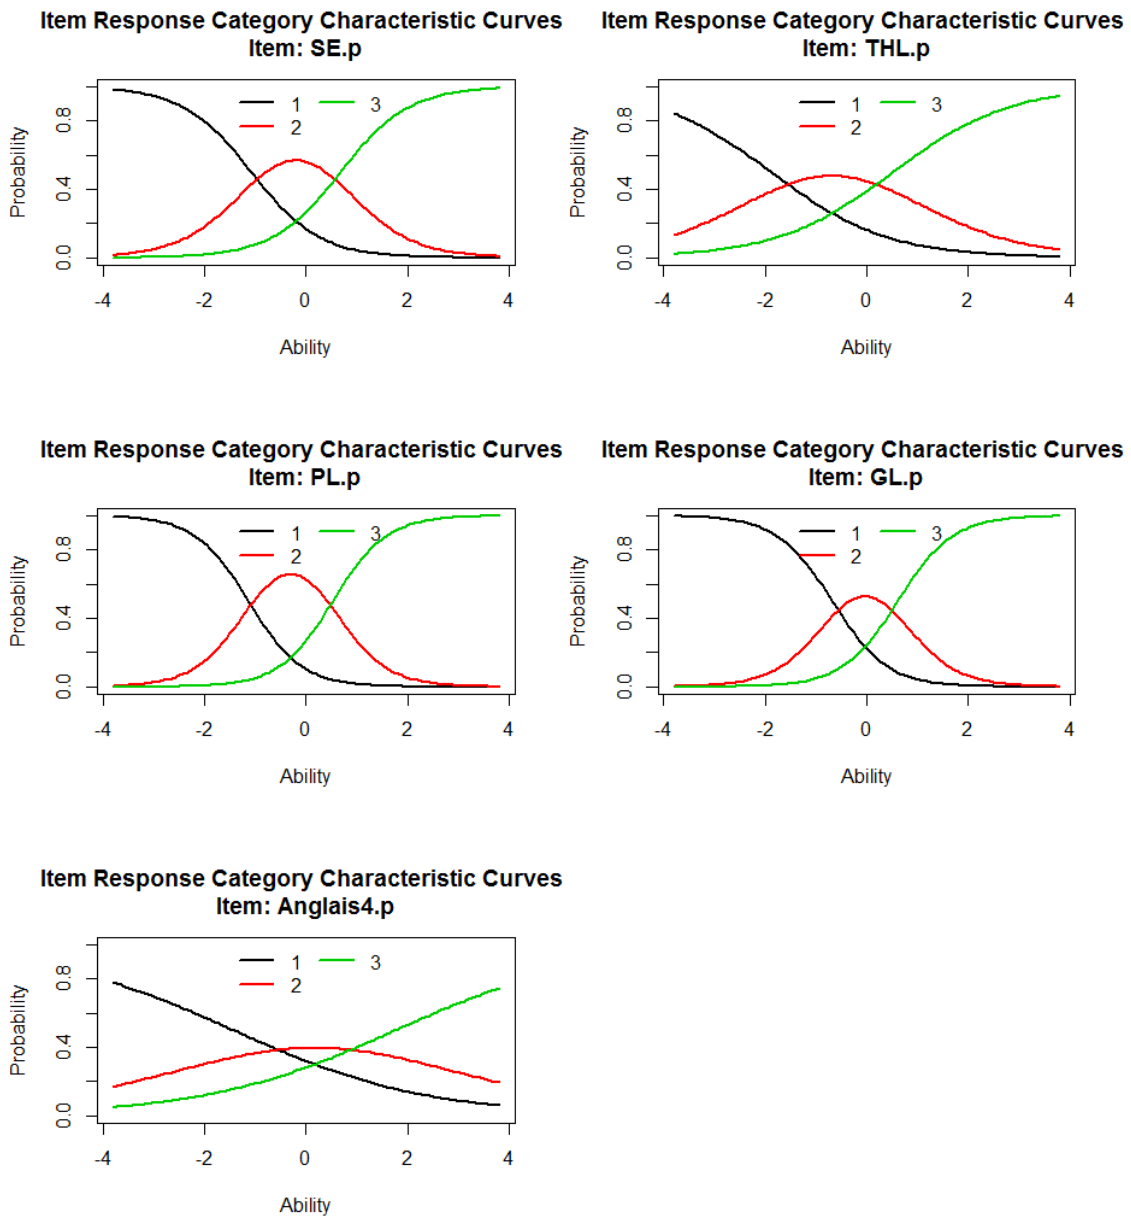 Item Response Category Characteristic Curves
Item: SE.p
1 3
2
Probability
0.0 0.4 0.8
-4 -2 0 2 4
Ability
Item Response Category Characteristic Curves
Item: THL.p
1 3
2
Probability
0.0 0.4 0.8
-4 -2 0 2 4
Ability
Item Response Category Characteristic Curves
Item: PL.p
1 3
2
Probability
0.0 0.4 0.8
-4 -2 0 2 4
Ability
Item Response Category Characteristic Curves
Item: GL.p
1 3
2
Probability
0.0 0.4 0.8
-4 -2 0 2 4
Ability
Item Response Category Characteristic Curves
Item: Anglais4.p
1 3
2
Probability
0.0 0.4 0.8
-4 -2 0 2 4
Ability